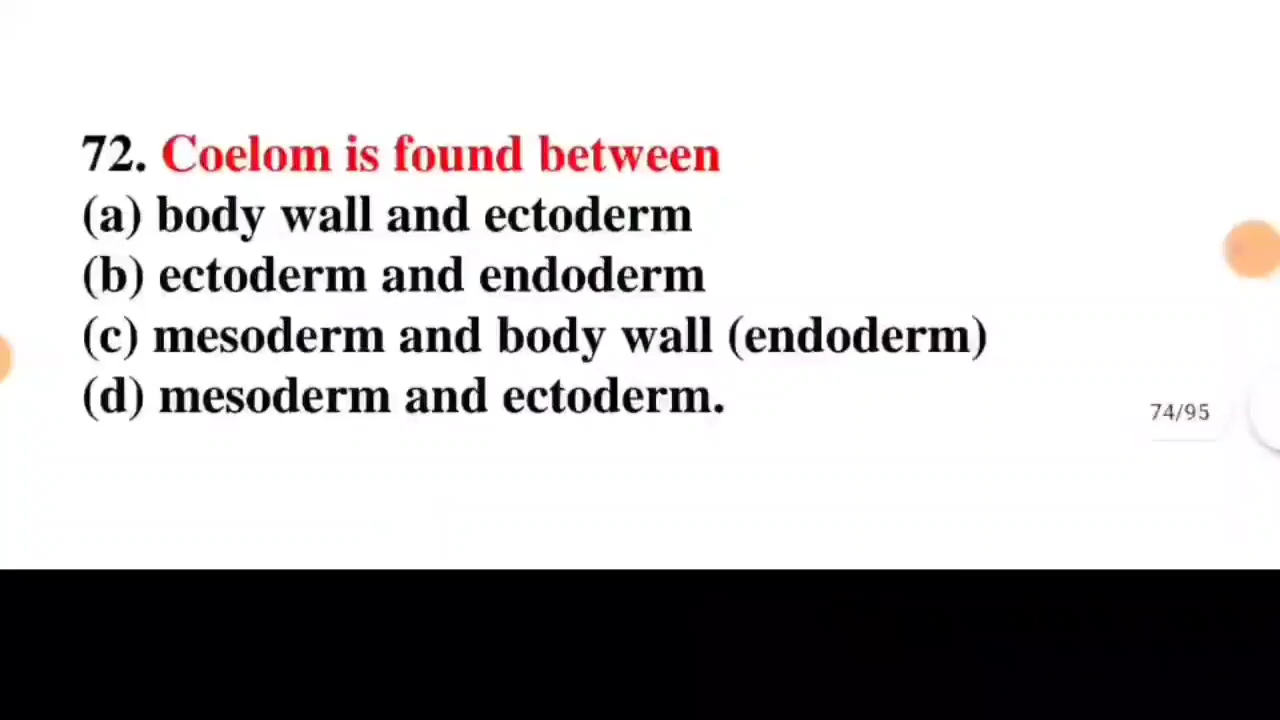 72. Coelom is found between
(a) body wall and ectoderm
(b) ectoderm and endoderm
(c) mesoderm and body wall (endoderm)
(d) mesoderm and ectoderm.
74/95